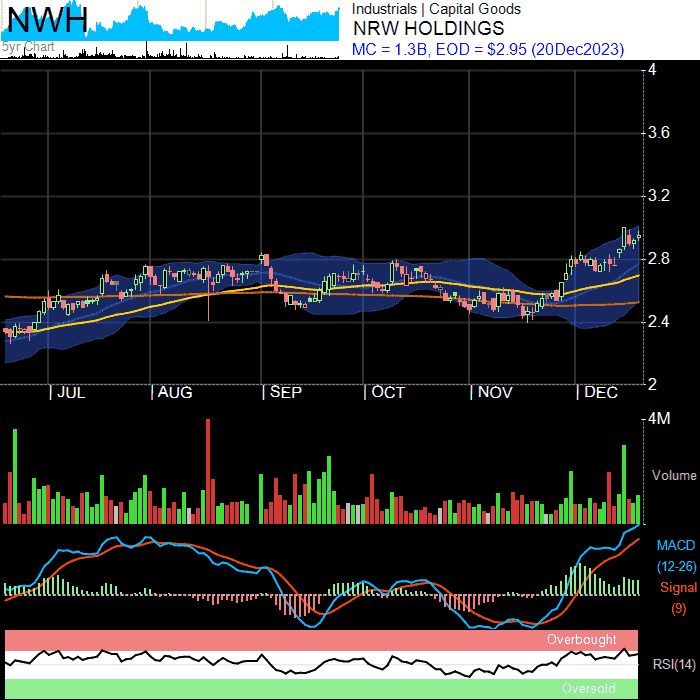 NWH
5yr Chart
Industrials | Capital Goods
NRW HOLDINGS
MC = 1.3B, EOD = $2.95 (20Dec2023)
4
3.6
3.2
2.8
2.4
2
| JUL
| AUG
| SEP
| OCT
| NOV
| DEC
4M
Volume
MACD
(12-26)
Signal
(9)
Overbought
RSI(14)
Oversold